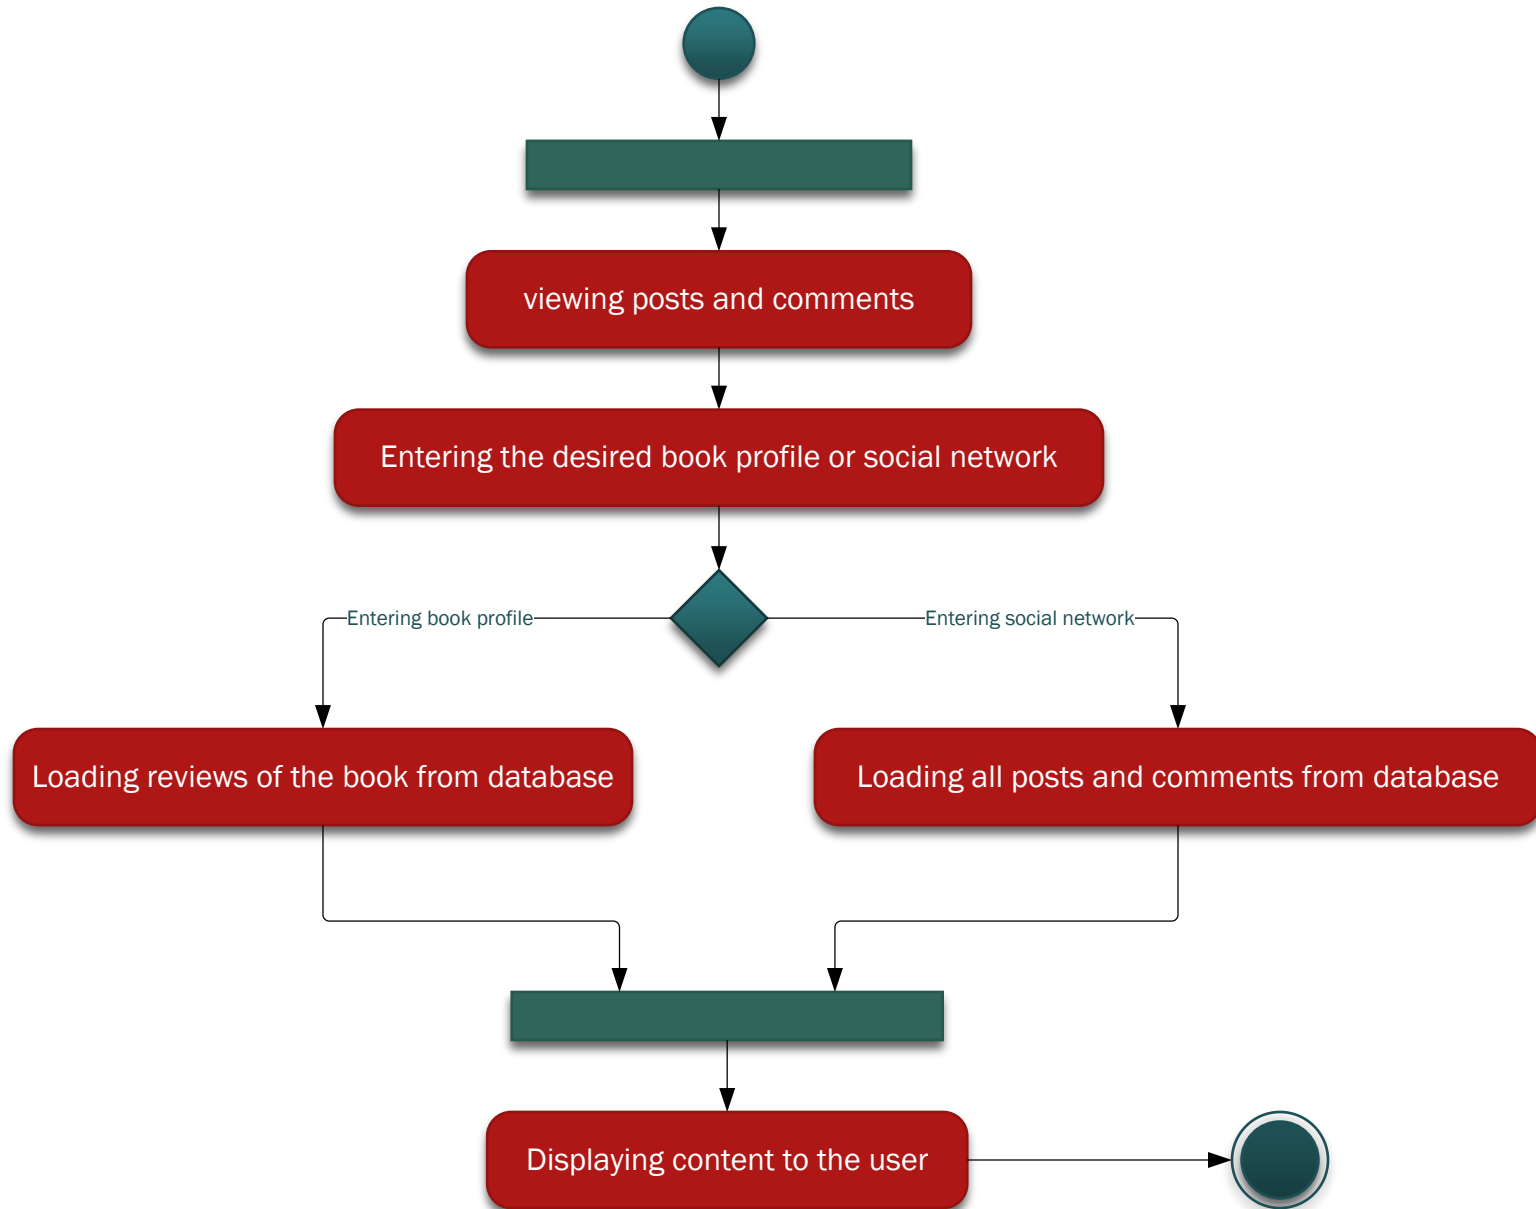 viewing posts and comments
Entering the desired book profile or social network
Entering book profile
Entering social network
Loading reviews of the book from database
Loading all posts and comments from database
Displaying content to the user